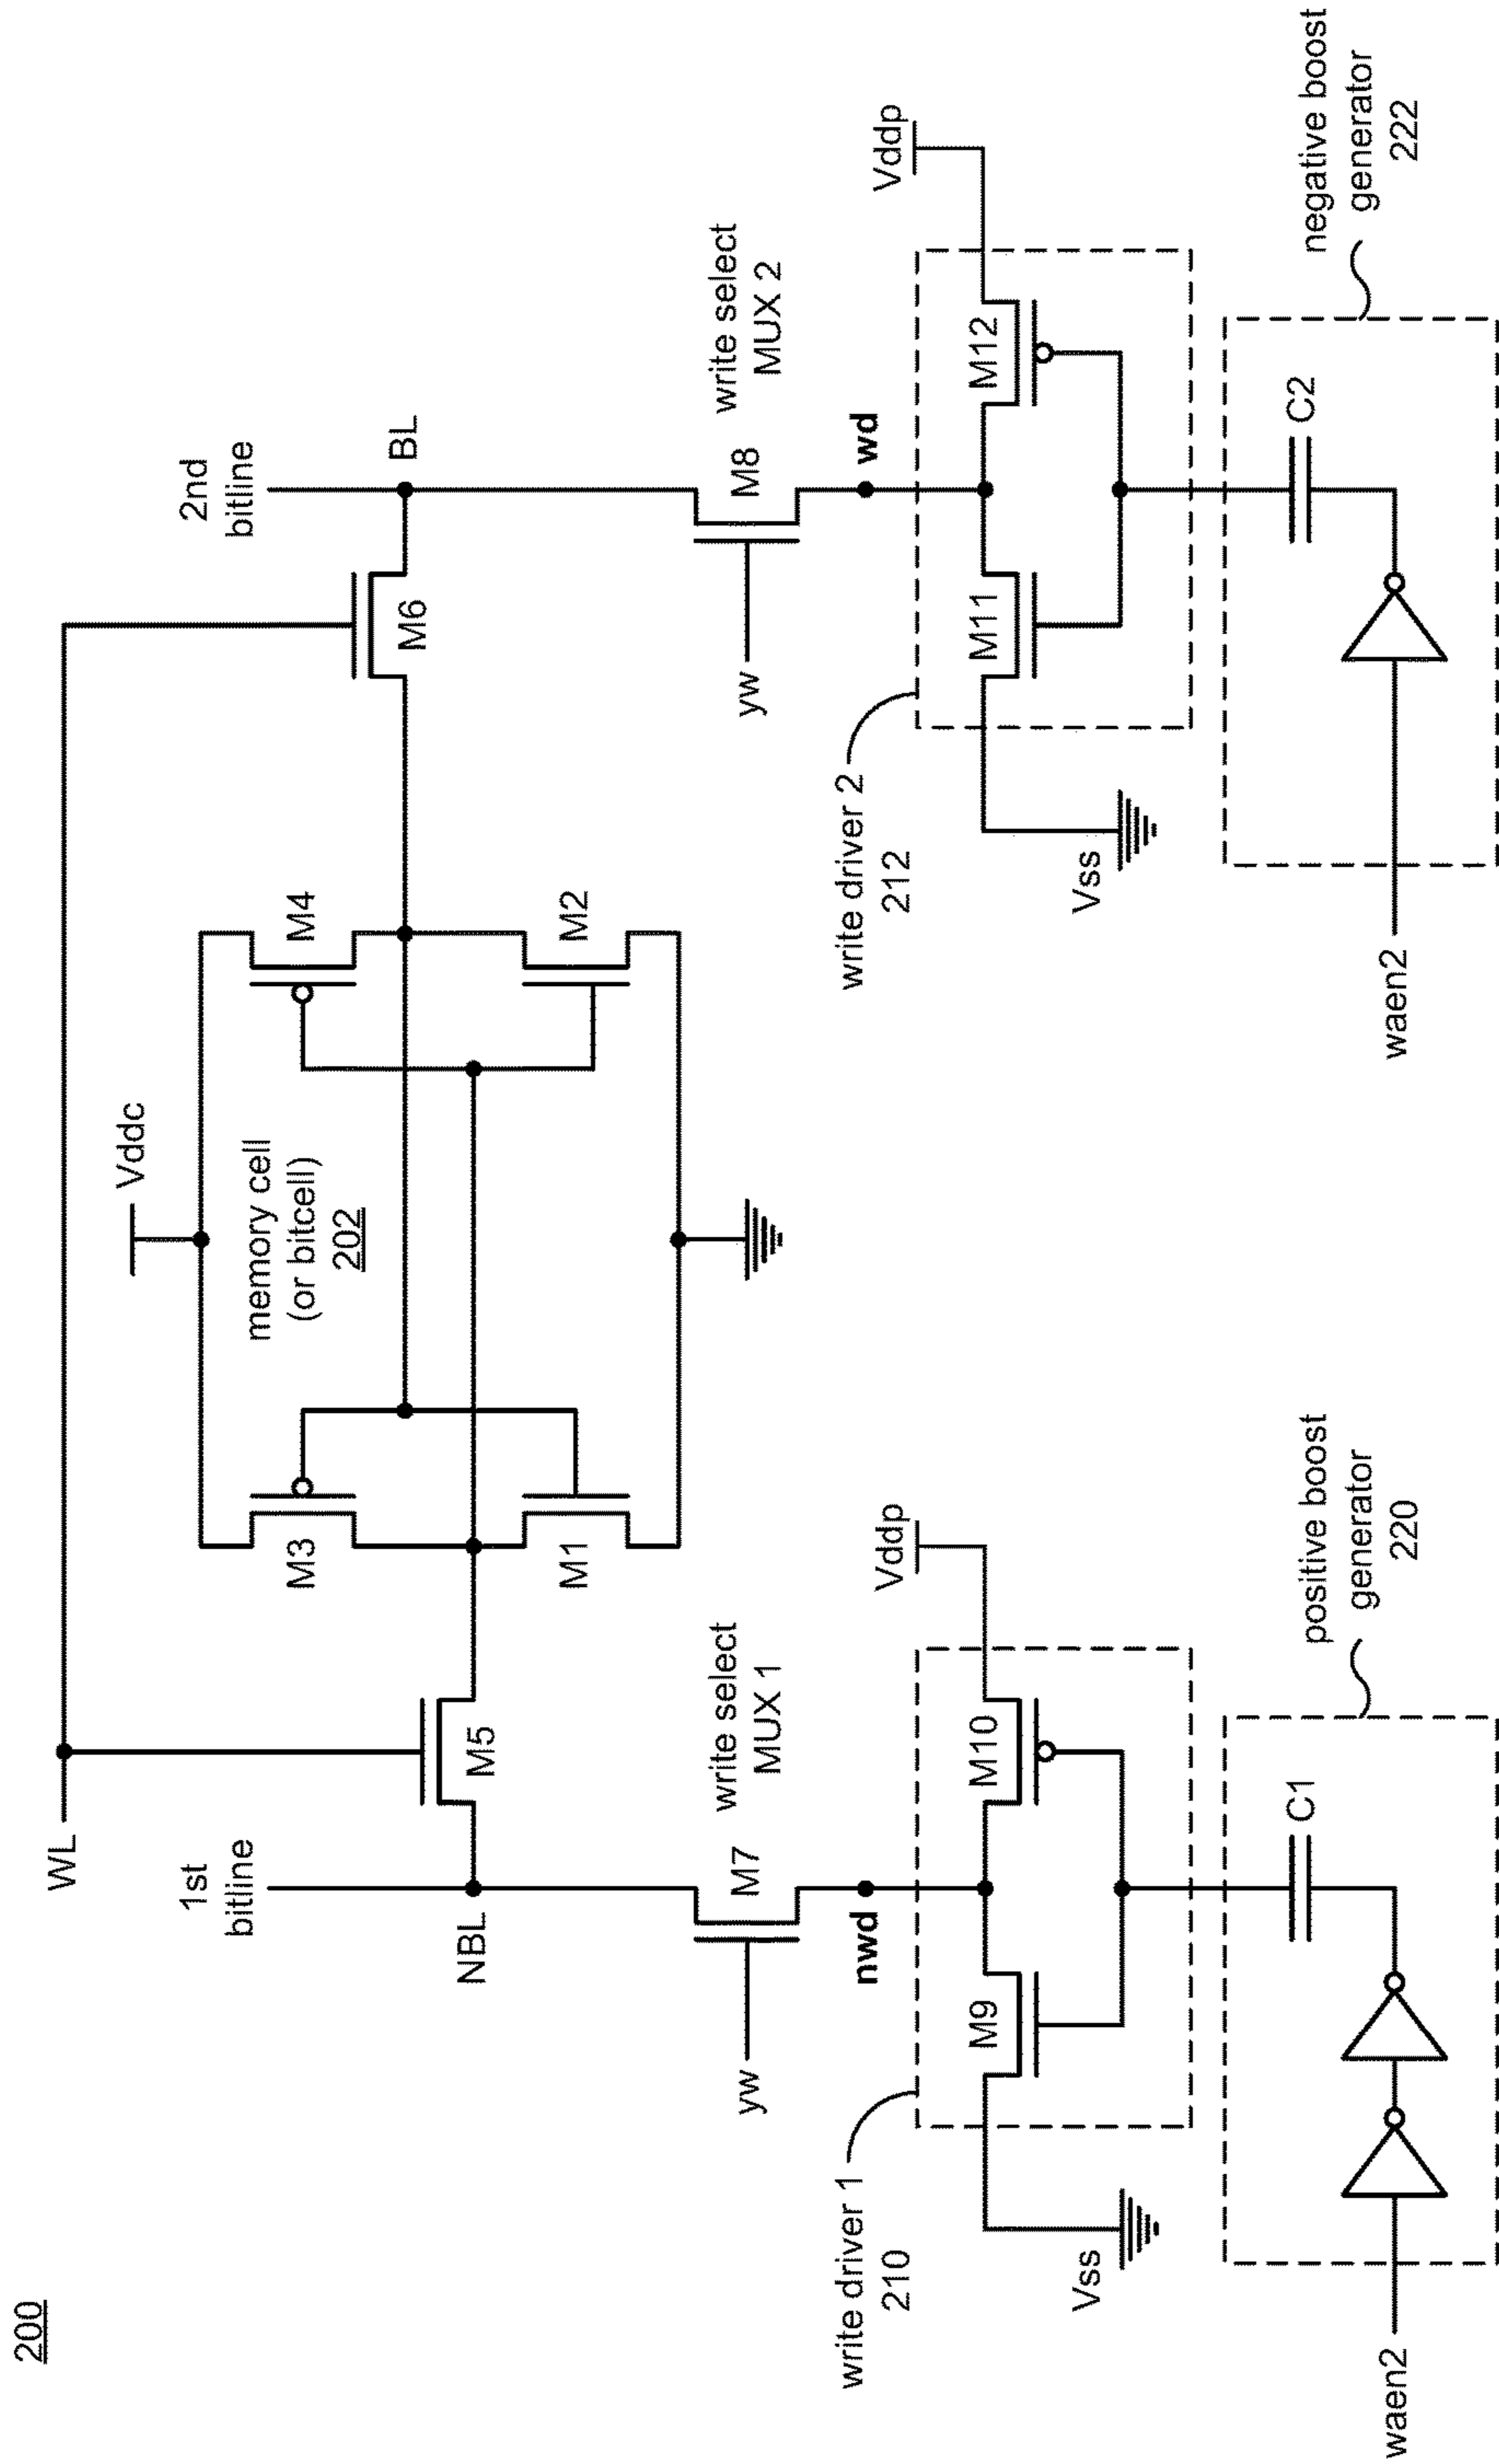 200
WL
1st
bitline
NBL
M5
Vddc
memory cell
(or bitcell)
202
M3
M1
M4
M2
M6
2nd
bitline
BL
write select
MUX 1
M7
yw
nwd
write driver 1
210
M9
M10
Vddp
Vss
positive boost
generator
220
C1
waen2
write select
MUX 2
M8
yw
wd
write driver 2
212
M11
M12
Vddp
Vss
negative boost
generator
222
C2
waen2